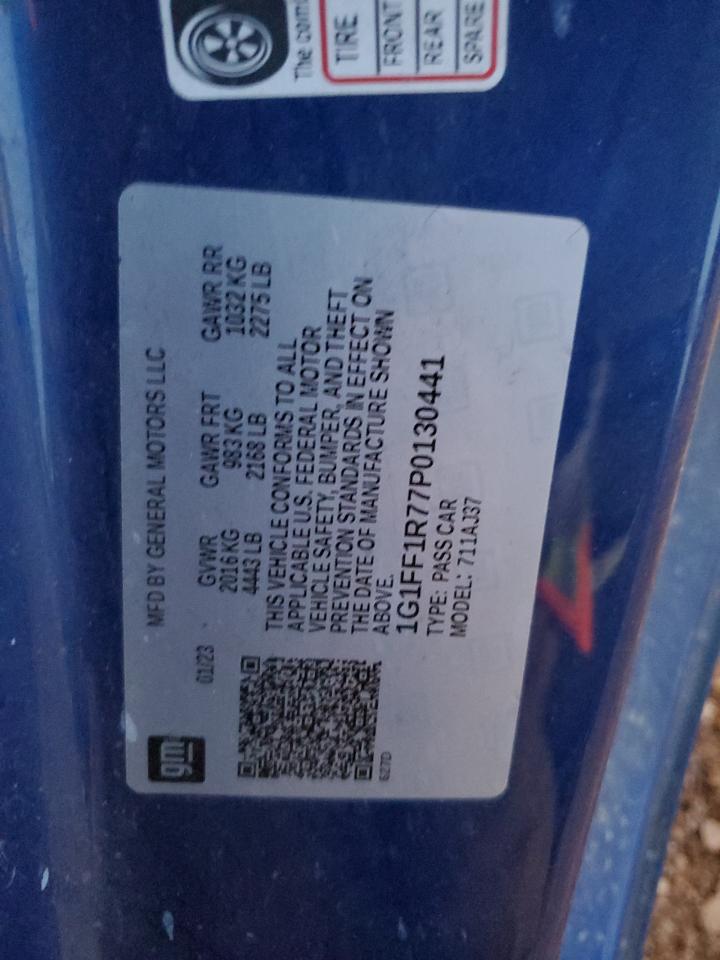 The com
TIRE
FRONT
REAR
SPARE
gm
MFD BY GENERAL MOTORS LLC
01/23
GVWR GAWR FRT GAWR RR
2016 KG 983 KG 1032 KG
4443 LB 2168 LB 2275 LB
THIS VEHICLE CONFORMS TO ALL
APPLICABLE U.S. FEDERAL MOTOR
VEHICLE SAFETY, BUMPER, AND THEFT
PREVENTION STANDARDS IN EFFECT ON
THE DATE OF MANUFACTURE SHOWN
ABOVE.
1G1FF1R77P0130441
TYPE: PASS CAR
MODEL: 711AJ37
627D